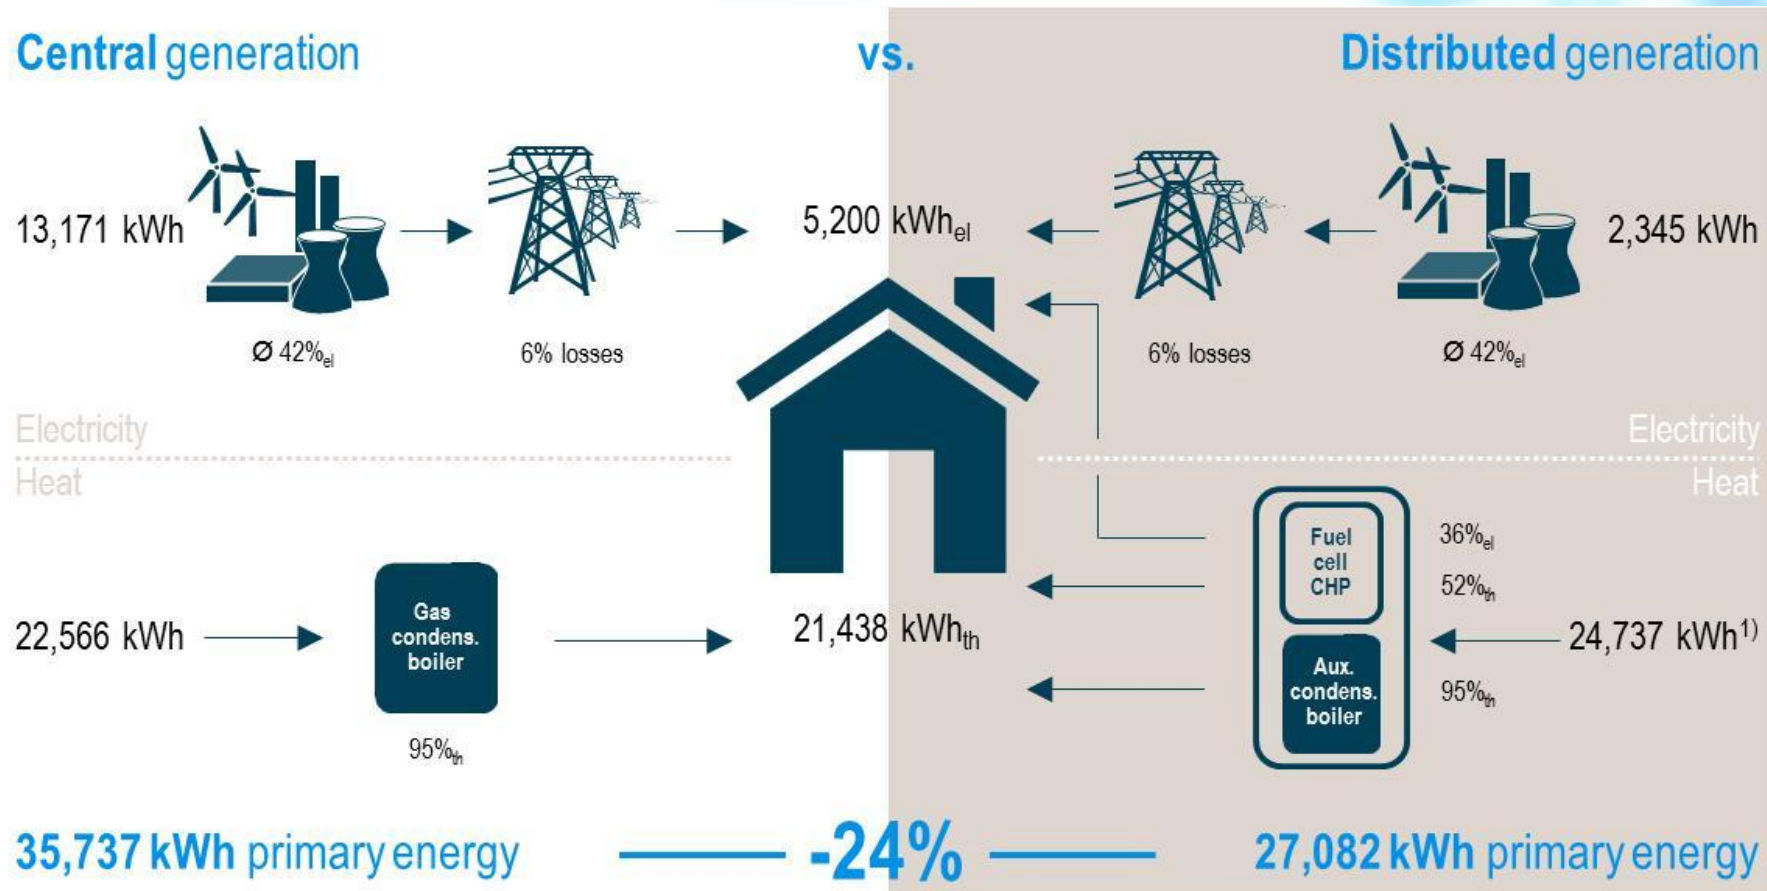 Central generation
vs.
Distributed generation
13,171 kWh
5,200 kWhel
2,345 kWh
Ø 42%el
6% losses
6% losses
Ø 42%el
Electricity
Heat
Electricity
Heat
22,566 kWh
Gas
condens.
boiler
95%th
21,438 kWhth
Fuel
cell
CHP
36%el
52%th
24,737 kWh1)
Aux.
condens.
boiler
95%th
35,737 kWh primary energy
-24%
27,082 kWh primary energy